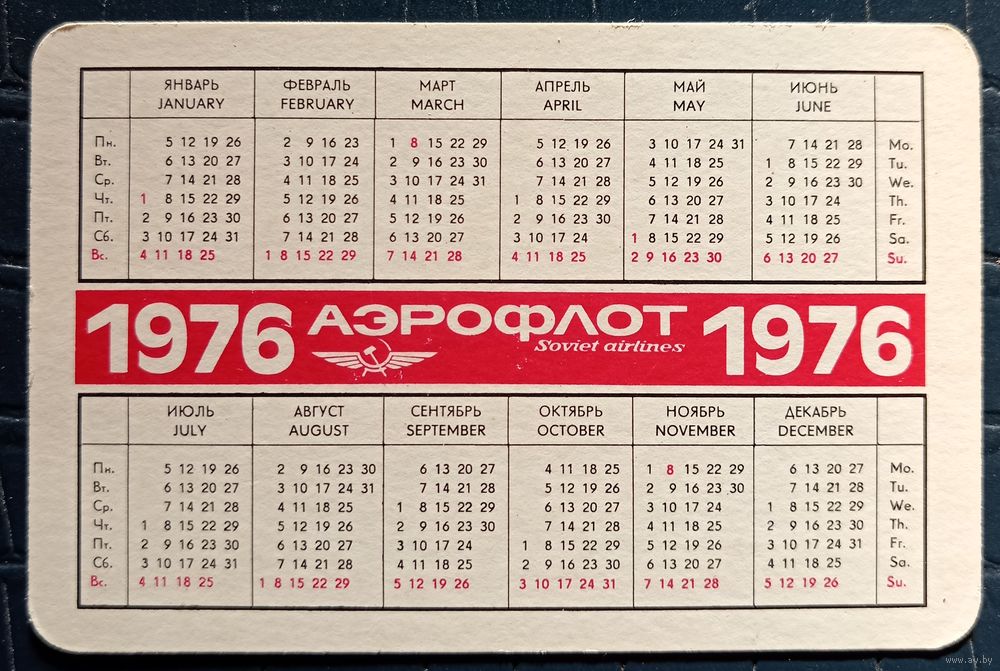 ЯНВАРЬ ФЕВРАЛЬ МАРТ АПРЕЛЬ МАЙ ИЮНЬ
JANUARY FEBRUARY MARCH APRIL MAY JUNE
Пн. 5 12 19 26 2 9 16 23 1 8 15 22 29 5 12 19 26 3 10 17 24 31 7 14 21 28 Mo.
Вт. 6 13 20 27 3 10 17 24 2 9 16 23 30 6 13 20 27 4 11 18 25 1 8 15 22 29 Tu.
Ср. 7 14 21 28 4 11 18 25 3 10 17 24 31 7 14 21 28 5 12 19 26 2 9 16 23 30 We.
Чт. 1 8 15 22 29 5 12 19 26 4 11 18 25 1 8 15 22 29 6 13 20 27 3 10 17 24 Th.
Пт. 2 9 16 23 30 6 13 20 27 5 12 19 26 2 9 16 23 30 7 14 21 28 4 11 18 25 Fr.
Сб. 3 10 17 24 31 7 14 21 28 6 13 20 27 3 10 17 24 1 8 15 22 29 5 12 19 26 Sa.
Вс. 4 11 18 25 1 8 15 22 29 7 14 21 28 4 11 18 25 2 9 16 23 30 6 13 20 27 Su.
1976 АЭРОФЛОТ 1976
Soviet airlines
ИЮЛЬ АВГУСТ СЕНТЯБРЬ ОКТЯБРЬ НОЯБРЬ ДЕКАБРЬ
JULY AUGUST SEPTEMBER OCTOBER NOVEMBER DECEMBER
Пн. 5 12 19 26 2 9 16 23 30 6 13 20 27 4 11 18 25 1 8 15 22 29 6 13 20 27 Mo.
Вт. 6 13 20 27 3 10 17 24 31 7 14 21 28 5 12 19 26 2 9 16 23 30 7 14 21 28 Tu.
Ср. 7 14 21 28 4 11 18 25 1 8 15 22 29 6 13 20 27 3 10 17 24 1 8 15 22 29 We.
Чт. 1 8 15 22 29 5 12 19 26 2 9 16 23 30 7 14 21 28 4 11 18 25 2 9 16 23 30 Th.
Пт. 2 9 16 23 30 6 13 20 27 3 10 17 24 1 8 15 22 29 5 12 19 26 3 10 17 24 31 Fr.
Сб. 3 10 17 24 31 7 14 21 28 4 11 18 25 2 9 16 23 30 6 13 20 27 4 11 18 25 Sa.
Вс. 4 11 18 25 1 8 15 22 29 5 12 19 26 3 10 17 24 31 7 14 21 28 5 12 19 26 Su.
www.ay.by